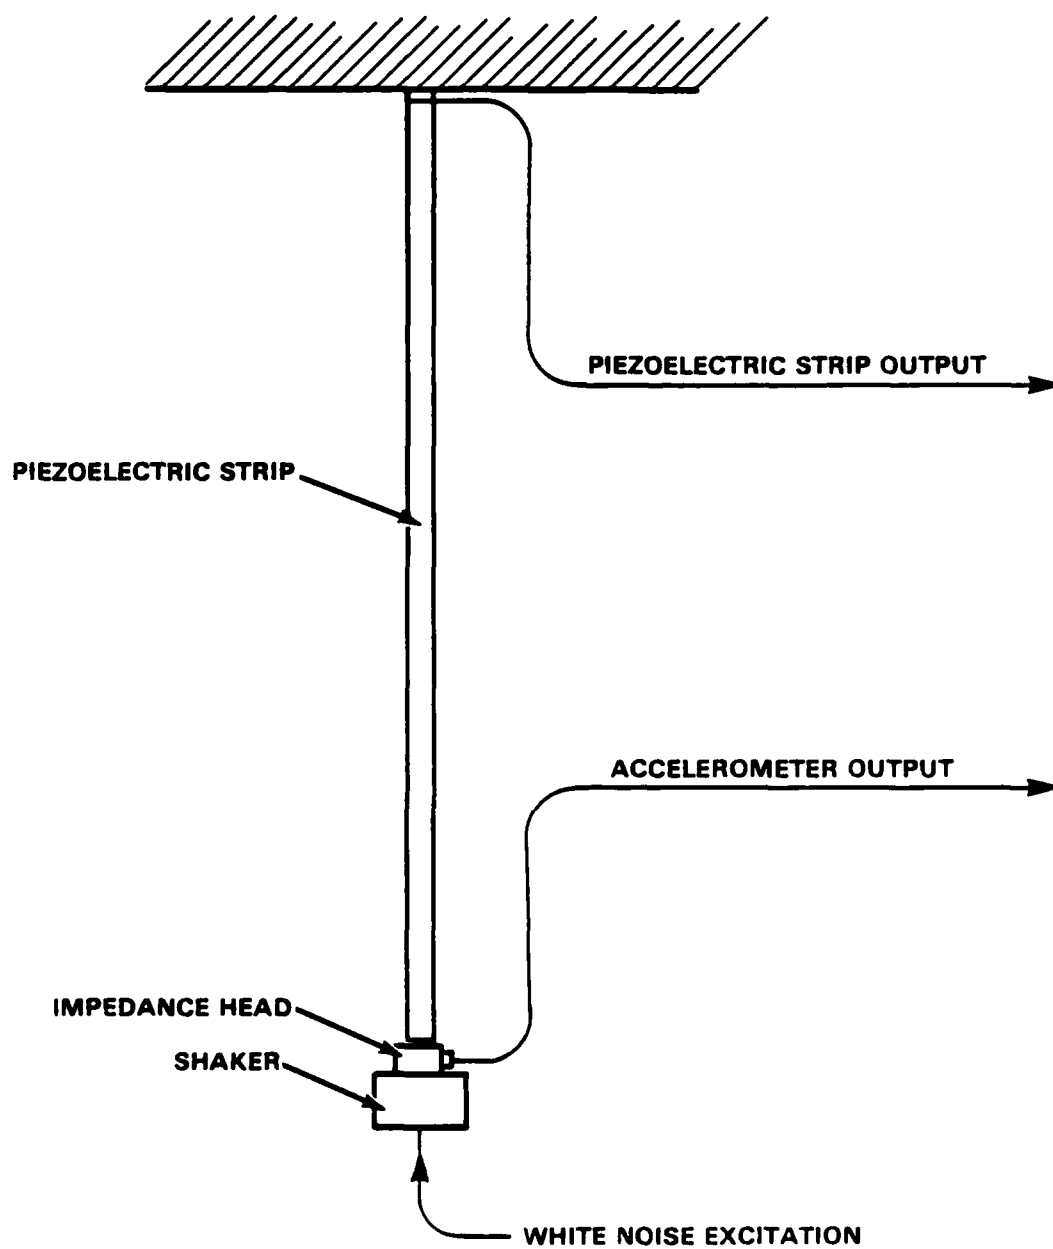 PIEZOELECTRIC STRIP OUTPUT
PIEZOELECTRIC STRIP
ACCELEROMETER OUTPUT
IMPEDANCE HEAD
SHAKER
WHITE NOISE EXCITATION